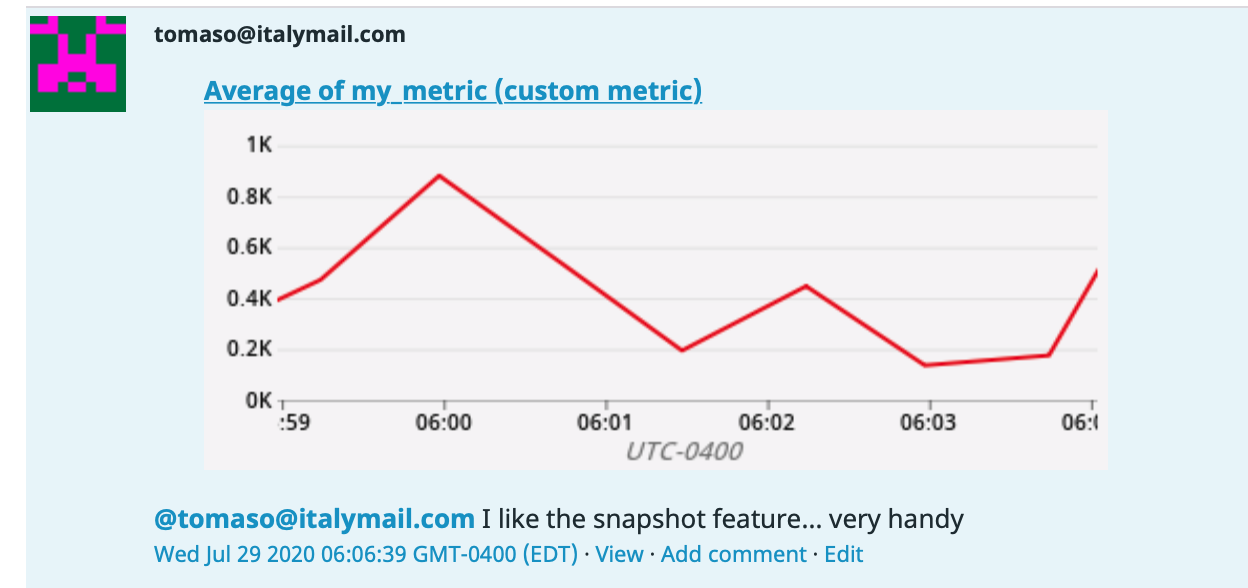 tomaso@italymail.com
Average of my_metric (custom metric)
1K
0.8K
0.6K
0.4K
0.2K
0K
:59 06:00 06:01 06:02 06:03 06:0
UTC-0400
@tomaso@italymail.com I like the snapshot feature... very handy
Wed Jul 29 2020 06:06:39 GMT-0400 (EDT) · View · Add comment · Edit